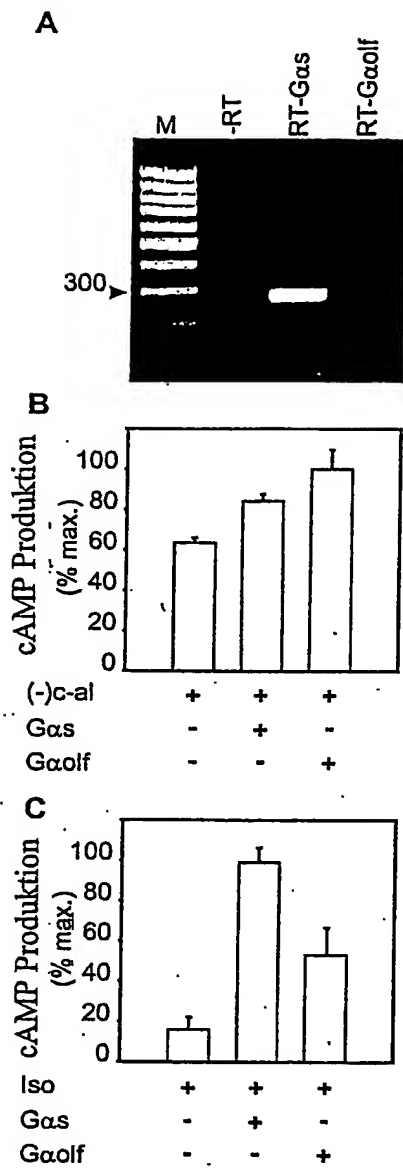 A
M -RT RT-Gαs RT-Gαolf
300
B
cAMP Produktion
(% max.)
100
80
60
40
20
0
(-)c-al + + +
Gαs - + -
Gαolf - - +
C
cAMP Produktion
(% max.)
100
80
60
40
20
0
Iso + + +
Gαs - + -
Gαolf - - +